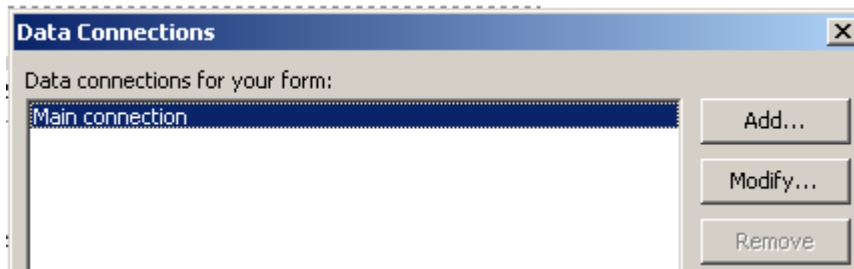 Data Connections
Data connections for your form:
Main connection
Add...
Modify...
Remove